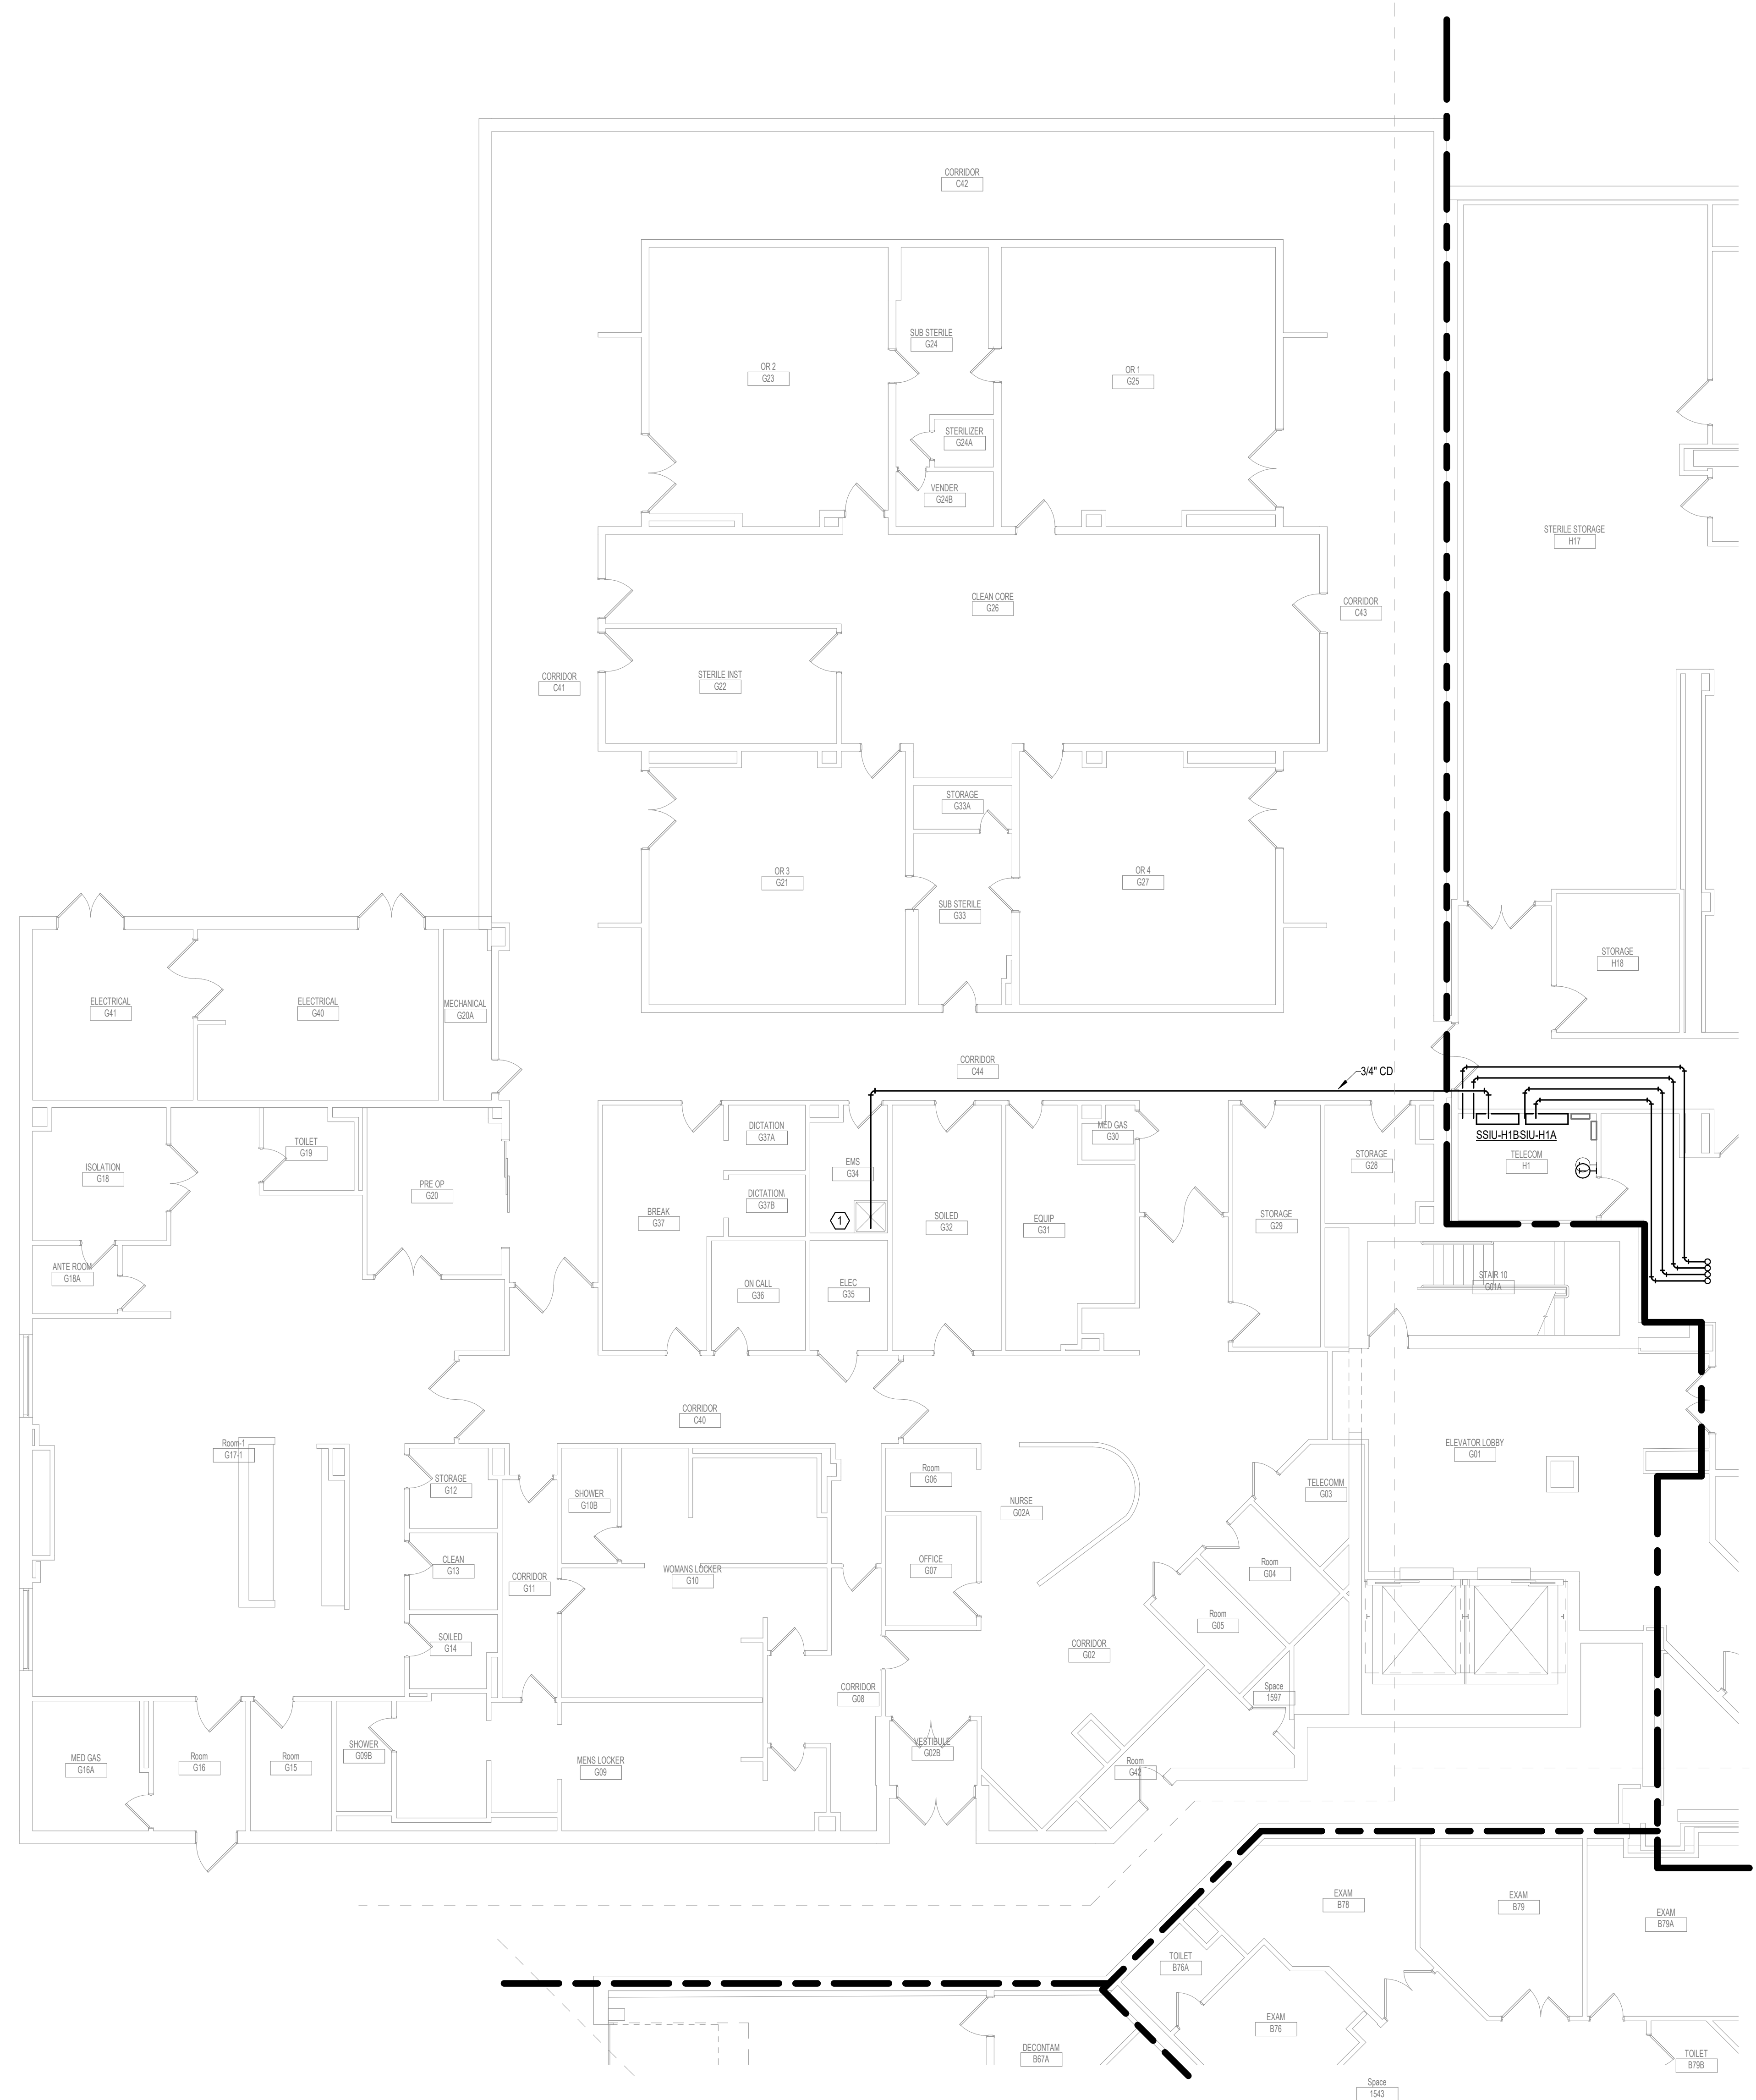 CORRIDOR
C42
SUB STERILE
G24
OR 2
G23
OR 1
G25
STERILIZER
G24A
VENDER
G24B
STERILE STORAGE
H17
CLEAN CORE
G26
CORRIDOR
C43
CORRIDOR
C41
STERILE INST
G22
STORAGE
G33A
OR 3
G21
OR 4
G27
SUB STERILE
G33
STORAGE
H18
ELECTRICAL
G41
ELECTRICAL
G40
MECHANICAL
G20A
CORRIDOR
C44
3/4" CD
DICTATION
G37A
MED GAS
G30
SSIU-H1B
SSIU-H1A
TOILET
G19
ISOLATION
G18
PRE OP
G20
EMS
G34
STORAGE
G28
TELECOM
H1
DICTATION\
G37B
BREAK
G37
1
SOILED
G32
EQUIP
G31
STORAGE
G29
ANTE ROOM
G18A
ON CALL
G36
ELEC
G35
STAIR 10
G01A
CORRIDOR
C40
Room-1
G17-1
ELEVATOR LOBBY
G01
STORAGE
G12
SHOWER
G10B
Room
G06
NURSE
G02A
TELECOMM
G03
CLEAN
G13
CORRIDOR
G11
WOMANS LOCKER
G10
OFFICE
G07
Room
G04
SOILED
G14
Room
G05
CORRIDOR
G02
CORRIDOR
G08
Space
1597
MED GAS
G16A
Room
G16
Room
G15
SHOWER
G09B
MENS LOCKER
G09
VESTIBULE
G02B
Room
G42
EXAM
B78
EXAM
B79
EXAM
B79A
TOILET
B76A
EXAM
B76
DECONTAM
B67A
TOILET
B79B
Space
1543